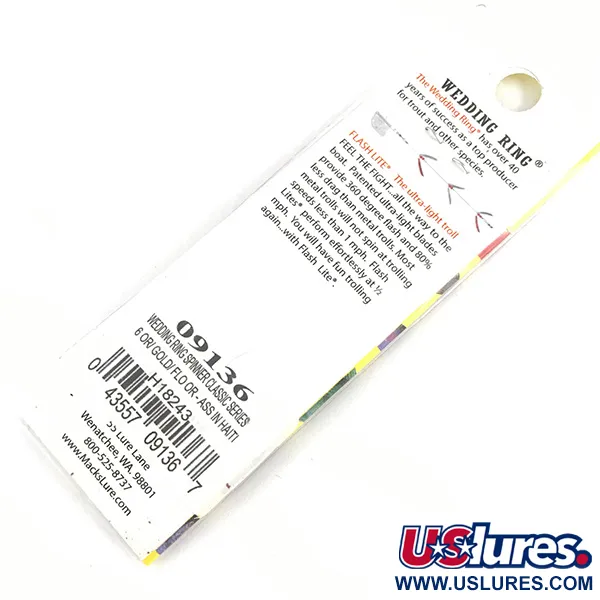 WEDDING RING®
The Wedding Ring® has over 40
years of success as a top producer
for trout and other species.
FLASH LITE® The ultra-light troll
FEEL THE FIGHT...all the way to the
boat. Patented ultra-light blades
provide 360 degree flash and 80%
less drag than metal trolls. Most
metal trolls will not spin at trolling
speeds less than 1 mph. Flash
Lites® perform effortlessly at ½
mph. You will have fun trolling
again...with Flash Lite®.
09136
WEDDING RING SPINNER CLASSIC SERIES
6 OR/ GOLD/ FLO OR - ASS IN HAITI
H18243
0 43557 09136 7
Lure Lane
Wenatchee, WA. 98801
800-525-8737
www.MacksLure.com
USlures.
WWW.USLURES.COM